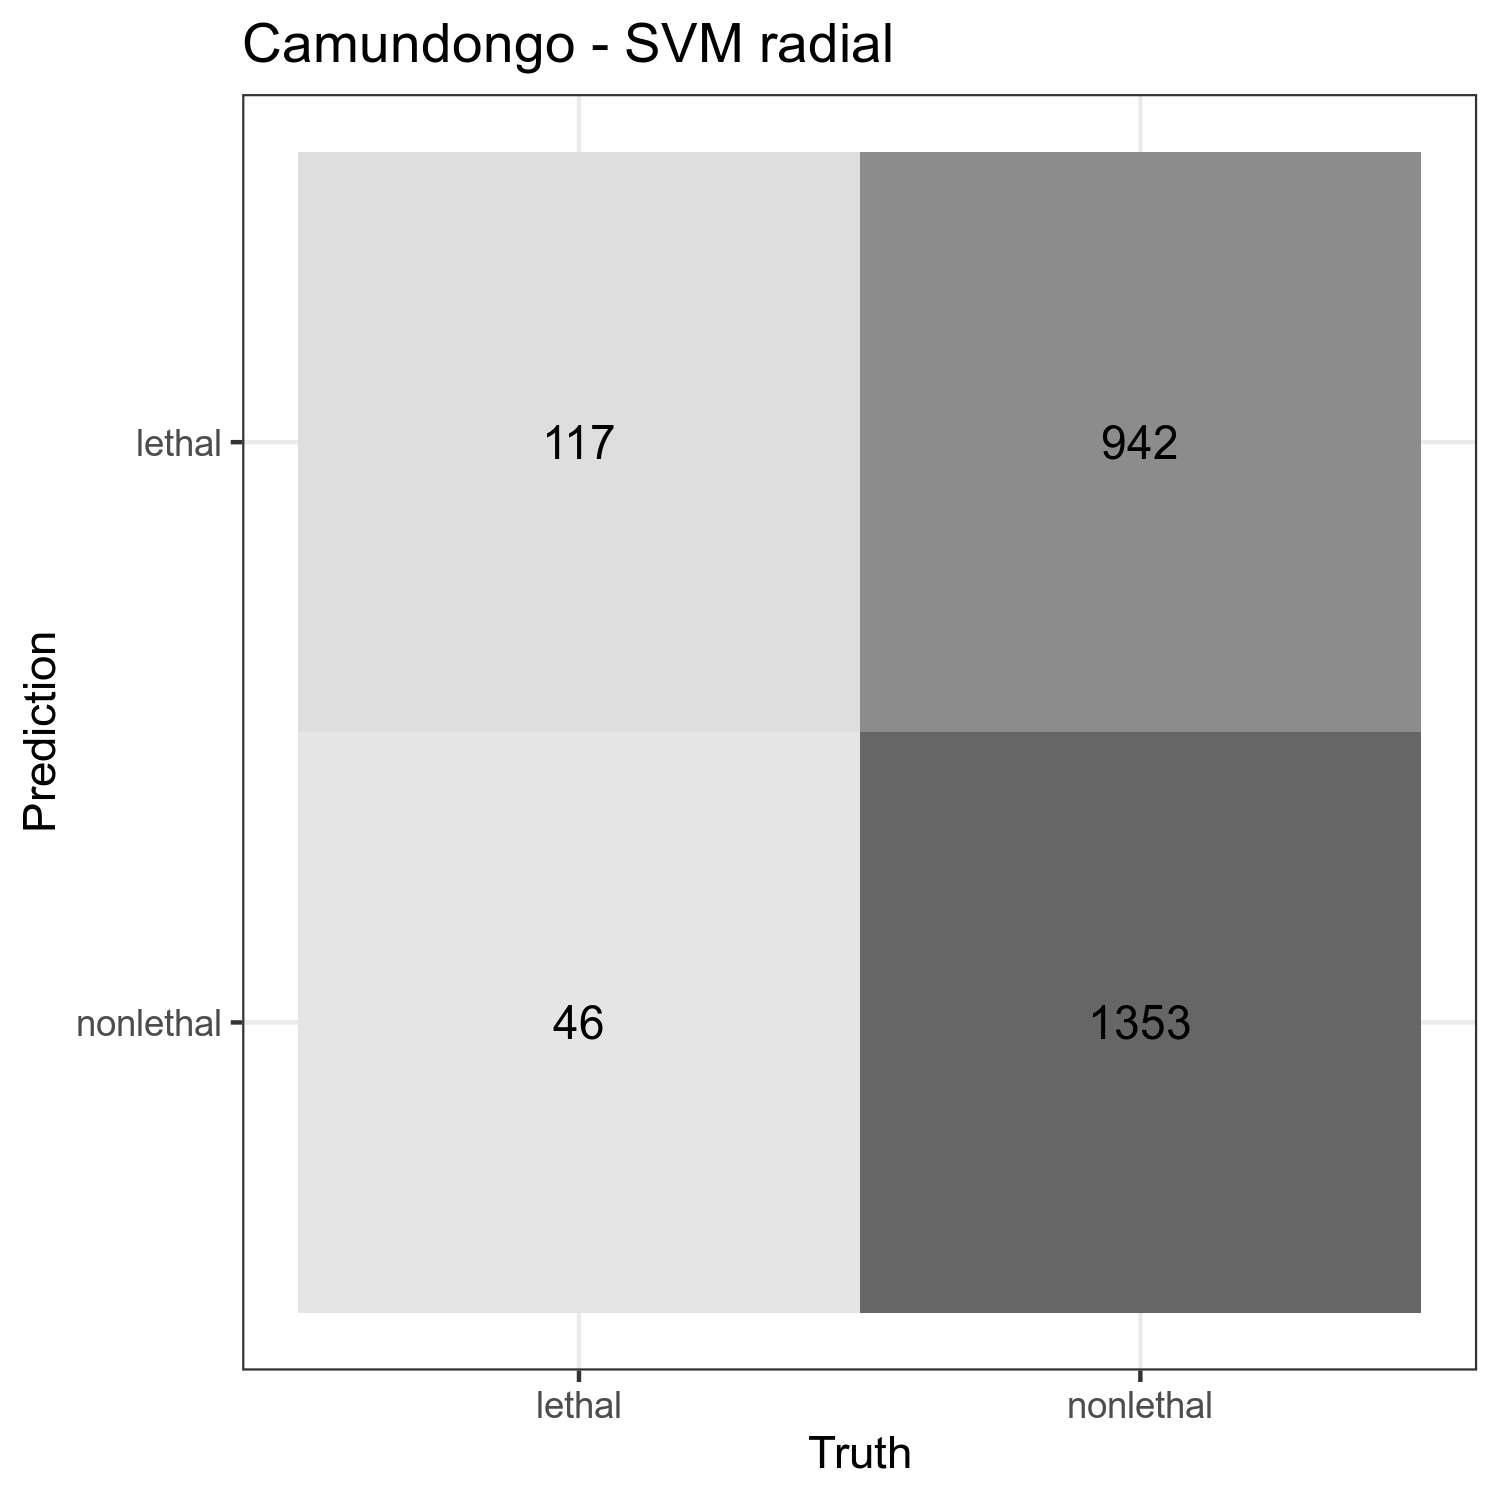 Camundongo - SVM radial
Prediction
lethal
117
942
nonlethal
46
1353
lethal
nonlethal
Truth